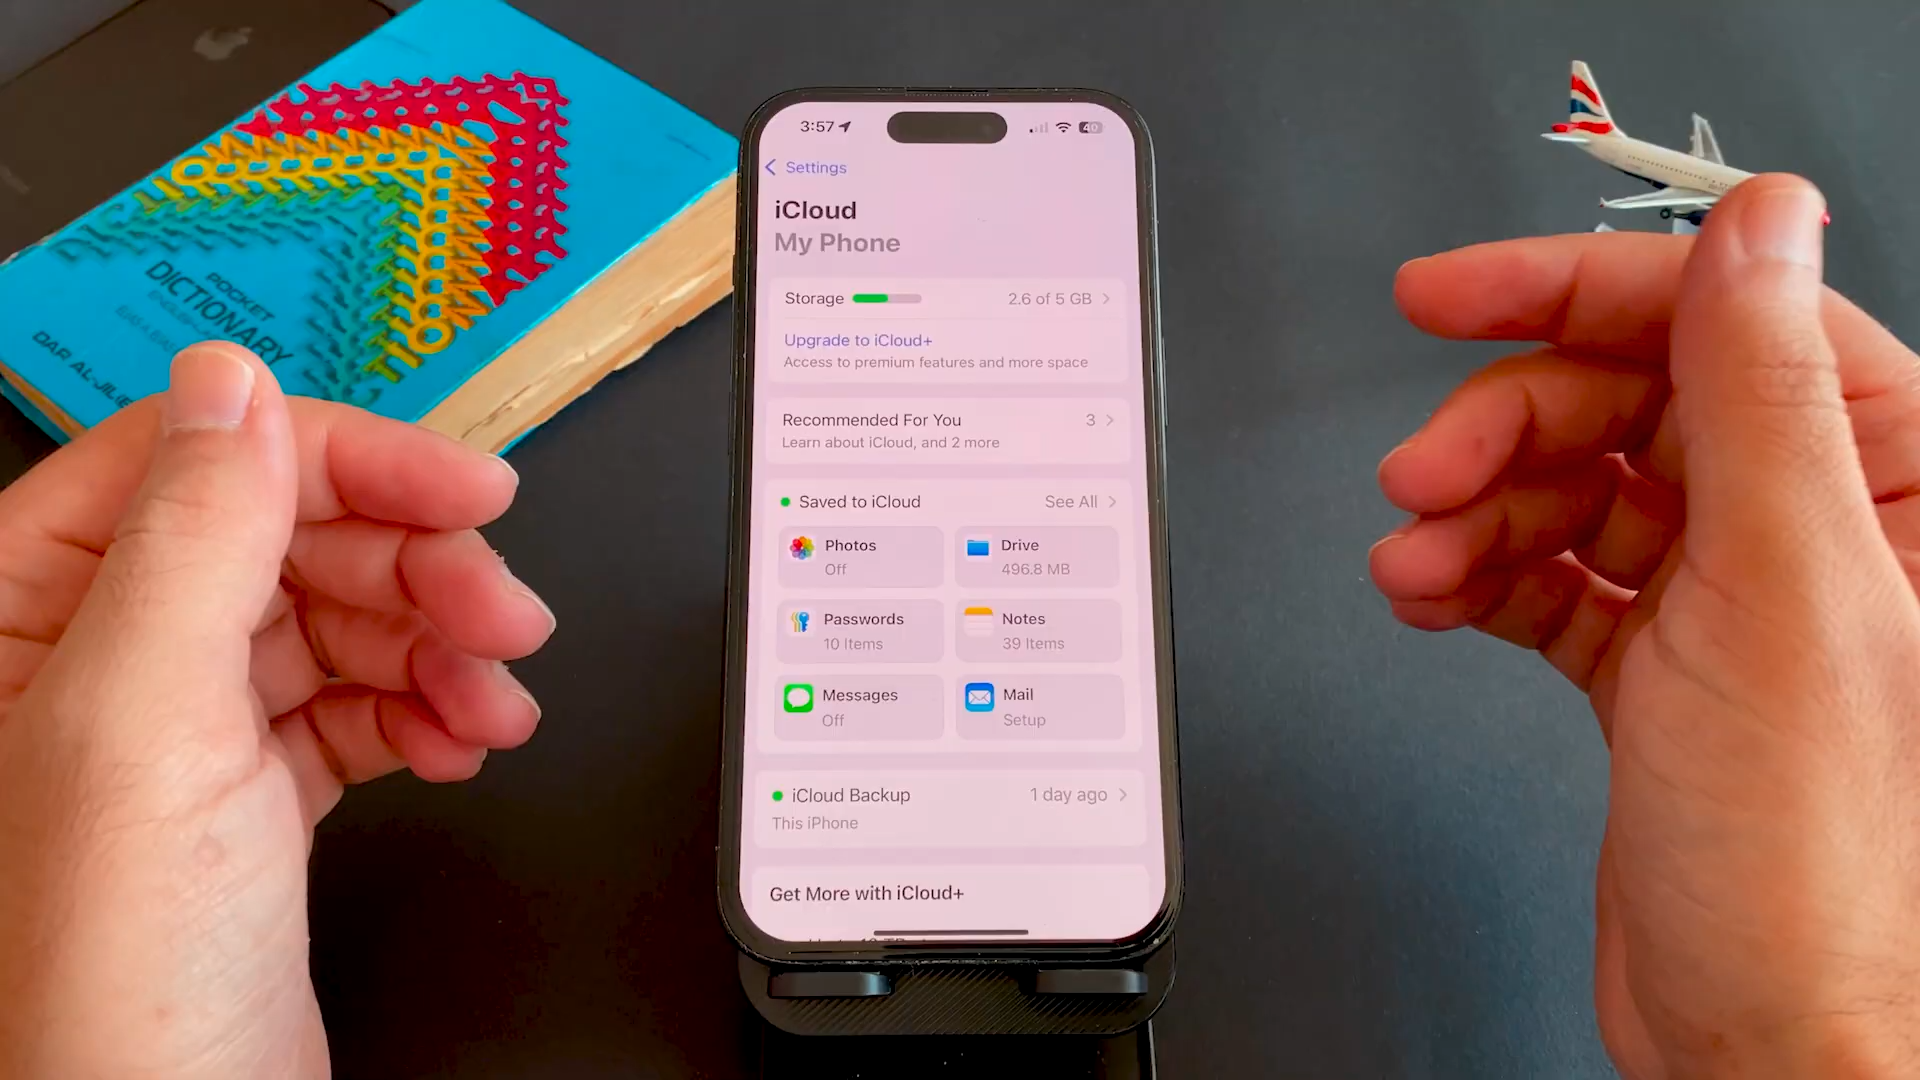 POCKET
DICTIONARY
3:57
40
Settings
iCloud
My Phone
Storage
2.6 of 5 GB
Upgrade to iCloud+
Access to premium features and more space
Recommended For You
3
Learn about iCloud, and 2 more
Saved to iCloud
See All
Photos
Off
Drive
496.8 MB
Passwords
10 Items
Notes
39 Items
Messages
Off
Mail
Setup
iCloud Backup
1 day ago
This iPhone
Get More with iCloud+